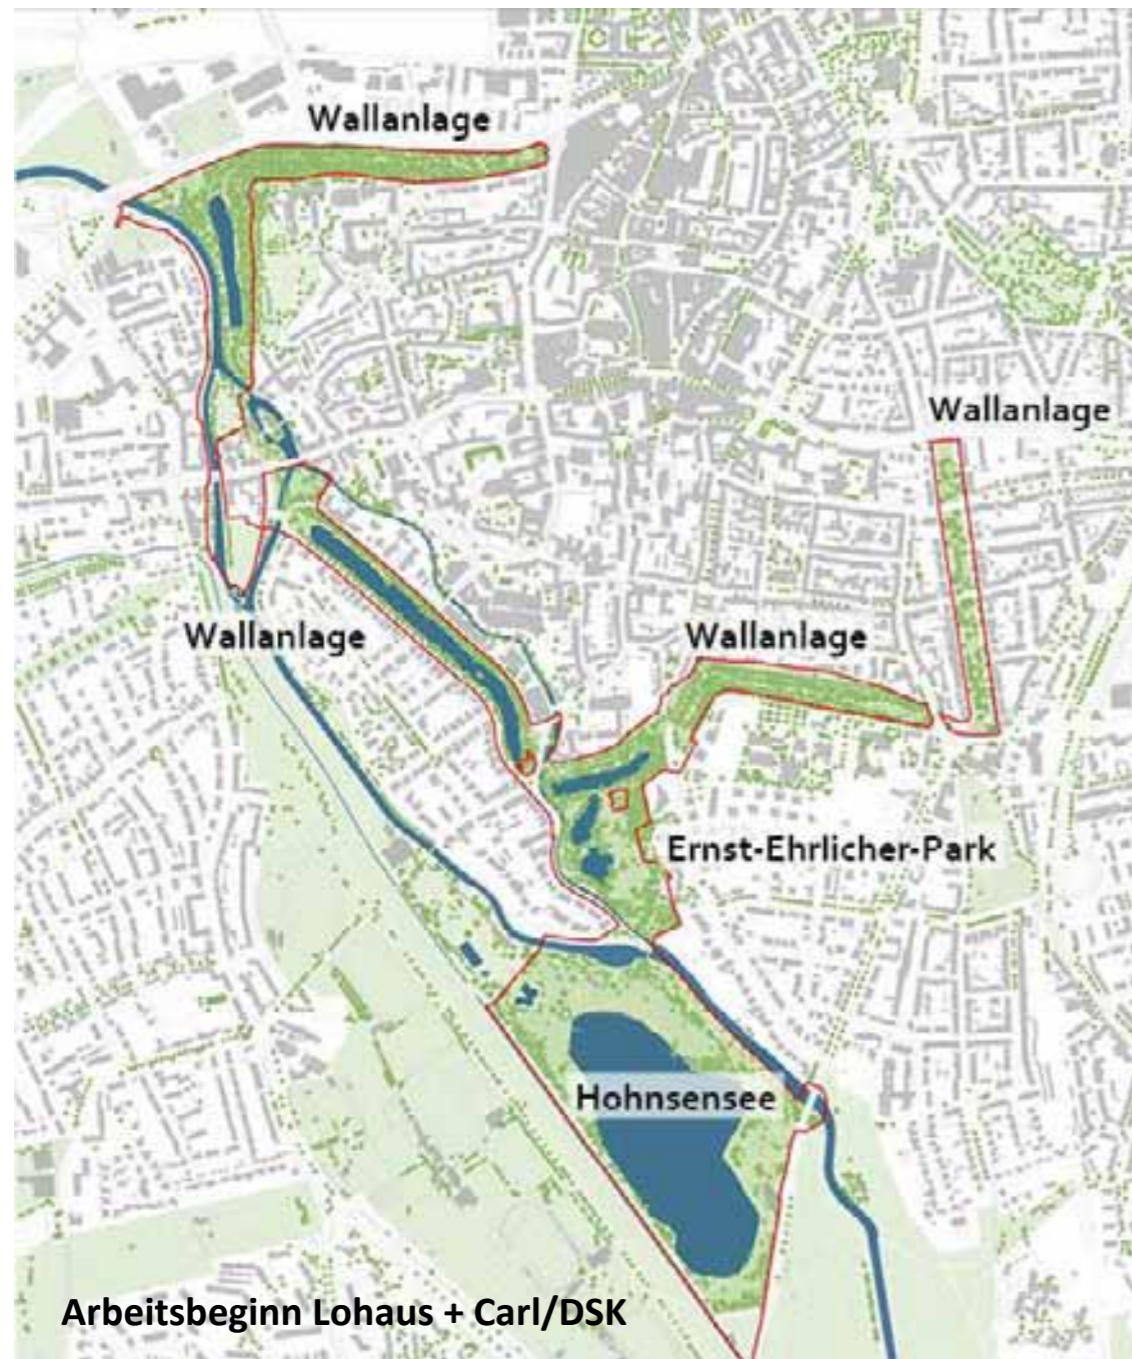 Wallanlage
Wallanlage
Wallanlage
Wallanlage
Ernst-Ehrlicher-Park
Hohnsensee
Arbeitsbeginn Lohaus + Carl/DSK